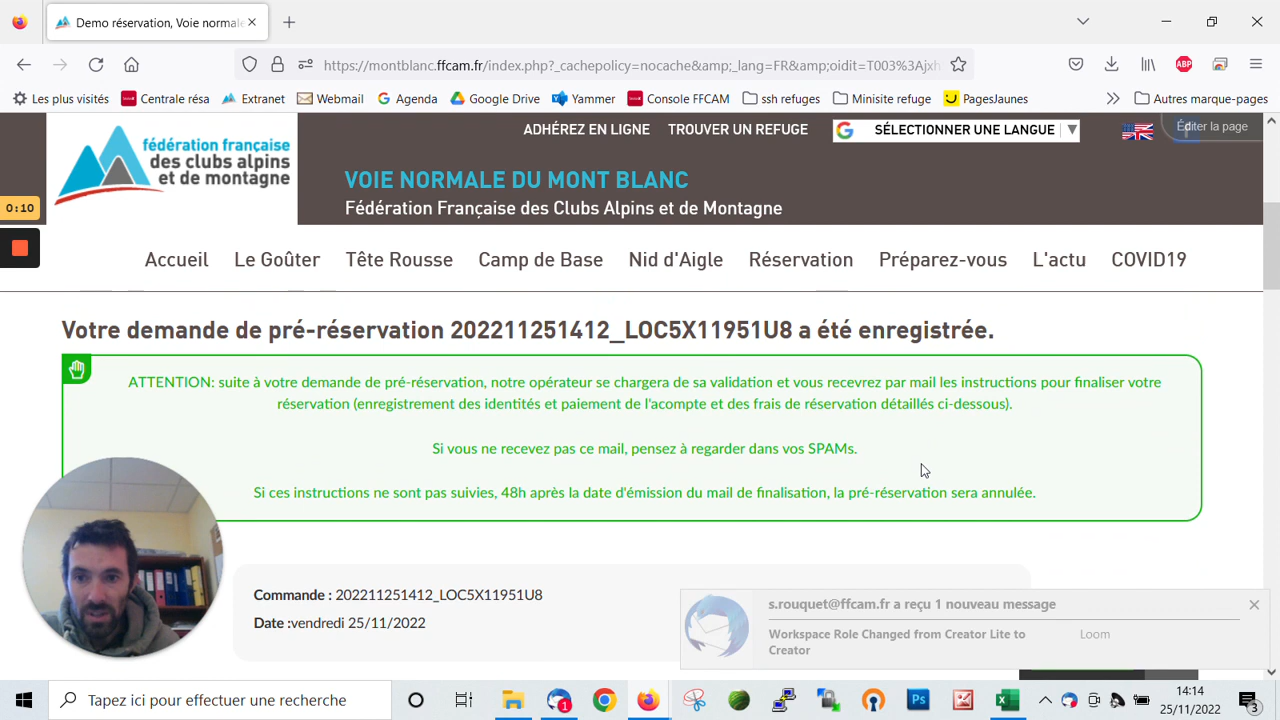 Demo réservation, Voie normale
https://montblanc.ffcam.fr/index.php?_cachepolicy=nocache&amp;_lang=FR&amp;oidit=T003%3Ajxh
Les plus visités
Centrale résa
Extranet
Webmail
Agenda
Google Drive
Yammer
Console FFCAM
ssh refuges
Minisite refuge
PagesJaunes
Autres marque-pages
ABP
fédération française
des clubs alpins
et de montagne
ADHÉREZ EN LIGNE
TROUVER UN REFUGE
SÉLECTIONNER UNE LANGUE
Editer la page
VOIE NORMALE DU MONT BLANC
Fédération Française des Clubs Alpins et de Montagne
0:10
Accueil
Le Goûter
Tête Rousse
Camp de Base
Nid d'Aigle
Réservation
Préparez-vous
L'actu
COVID19
Votre demande de pré-réservation 202211251412_LOC5X11951U8 a été enregistrée.
ATTENTION: suite à votre demande de pré-réservation, notre opérateur se chargera de sa validation et vous recevrez par mail les instructions pour finaliser votre
réservation (enregistrement des identités et paiement de l'acompte et des frais de réservation détaillés ci-dessous).
Si vous ne recevez pas ce mail, pensez à regarder dans vos SPAMs.
Si ces instructions ne sont pas suivies, 48h après la date d'émission du mail de finalisation, la pré-réservation sera annulée.
Commande : 202211251412_LOC5X11951U8
Date :vendredi 25/11/2022
s.rouquet@ffcam.fr a reçu 1 nouveau message
Workspace Role Changed from Creator Lite to
Creator
Loom
Tapez ici pour effectuer une recherche
1
Ps
14:14
25/11/2022
3